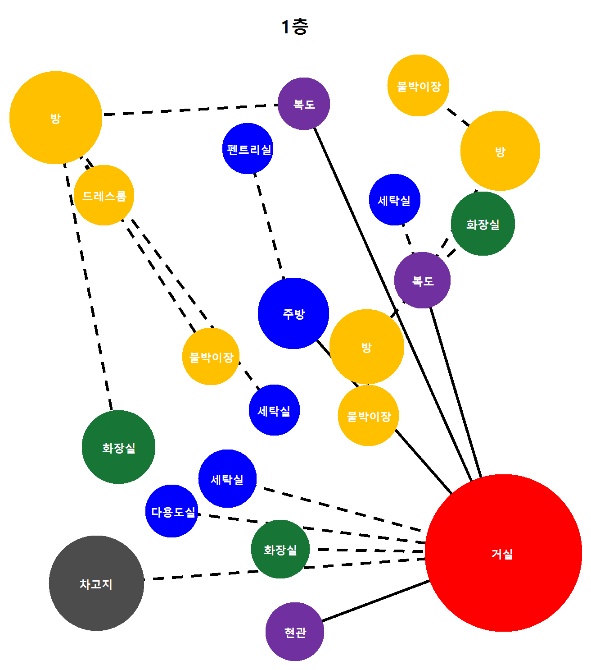 1층
붙박이장
복도
방
펜트리실
방
드레스룸
세탁실
화장실
복도
주방
방
붙박이장
세탁실
붙박이장
화장실
세탁실
다용도실
화장실
거실
차고지
현관